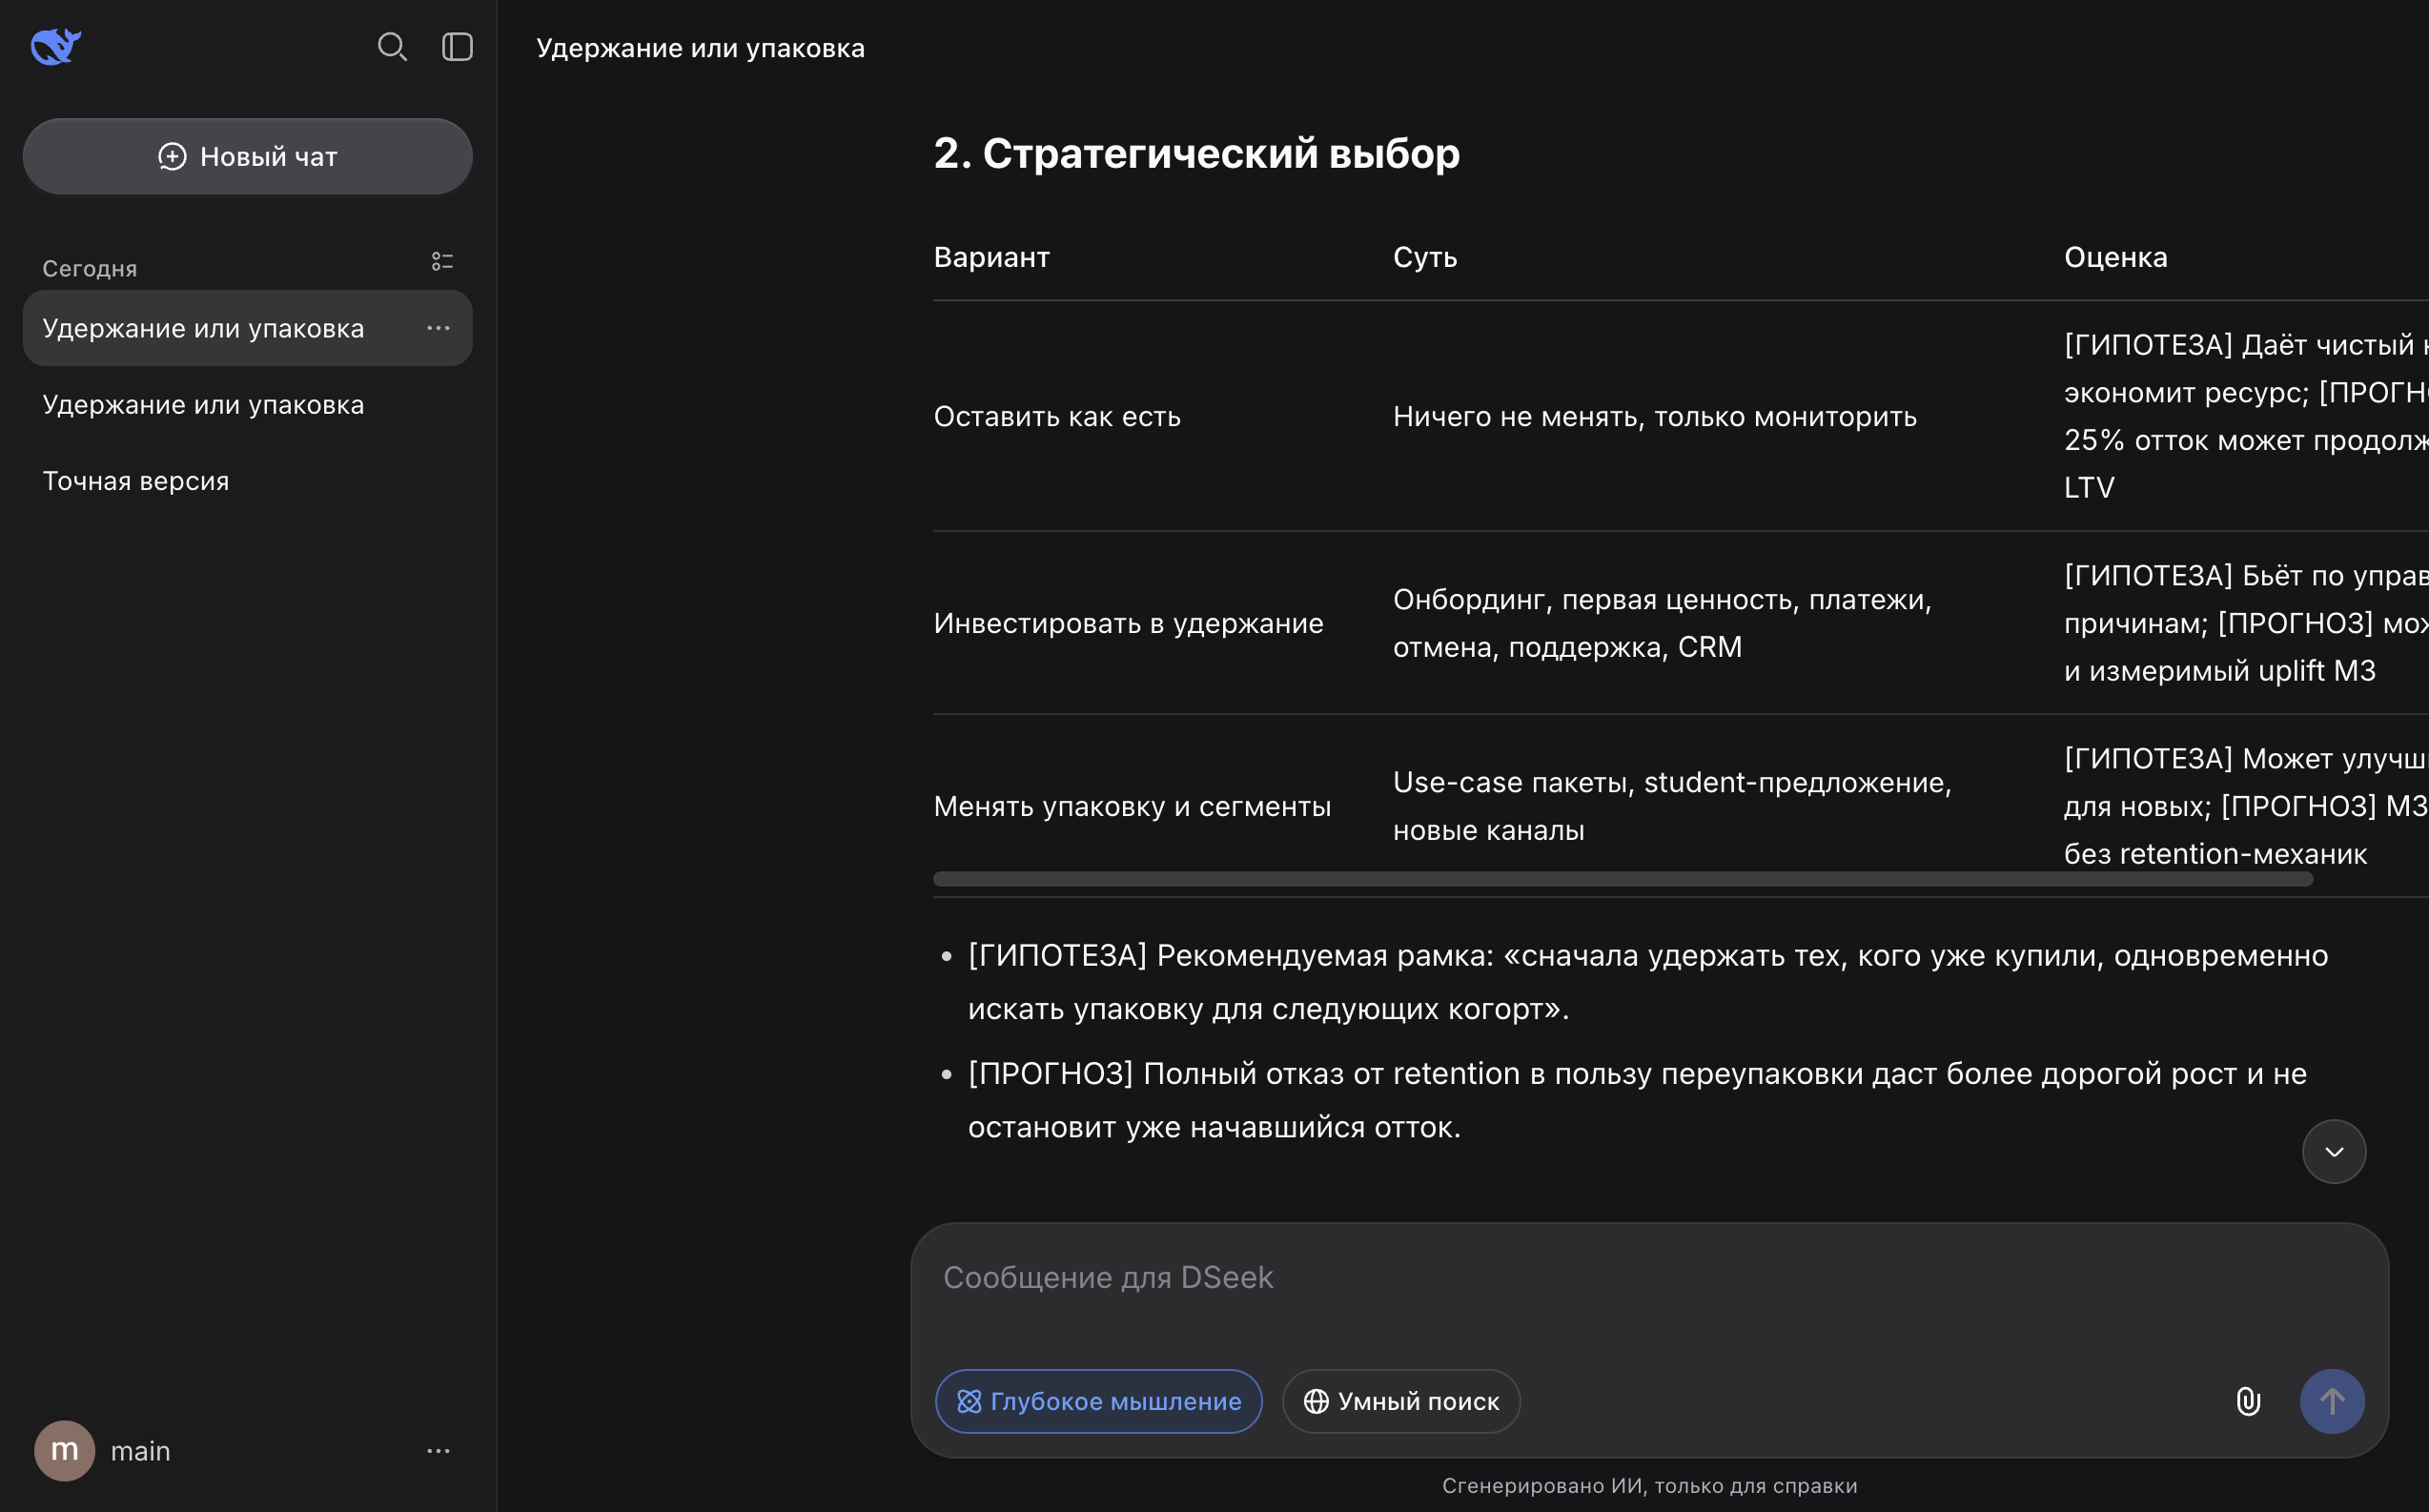 Удержание или упаковка
Новый чат
Сегодня
Удержание или упаковка
Удержание или упаковка
Точная версия
m main
2. Стратегический выбор
Вариант Суть Оценка
Оставить как есть
Ничего не менять, только мониторить
[ГИПОТЕЗА] Даёт чистый
экономит ресурс; [ПРОГН
25% отток может продолж
LTV
Инвестировать в удержание
Онбординг, первая ценность, платежи,
отмена, поддержка, CRM
[ГИПОТЕЗА] Бьёт по управ
причинам; [ПРОГНОЗ] мож
и измеримый uplift M3
Менять упаковку и сегменты
Use-case пакеты, student-предложение,
новые каналы
[ГИПОТЕЗА] Может улучш
для новых; [ПРОГНОЗ] M3
без retention-механик
[ГИПОТЕЗА] Рекомендуемая рамка: «сначала удержать тех, кого уже купили, одновременно
искать упаковку для следующих когорт».
[ПРОГНОЗ] Полный отказ от retention в пользу переупаковки даст более дорогой рост и не
остановит уже начавшийся отток.
Сообщение для DSeek
Глубокое мышление
Умный поиск
Сгенерировано ИИ, только для справки